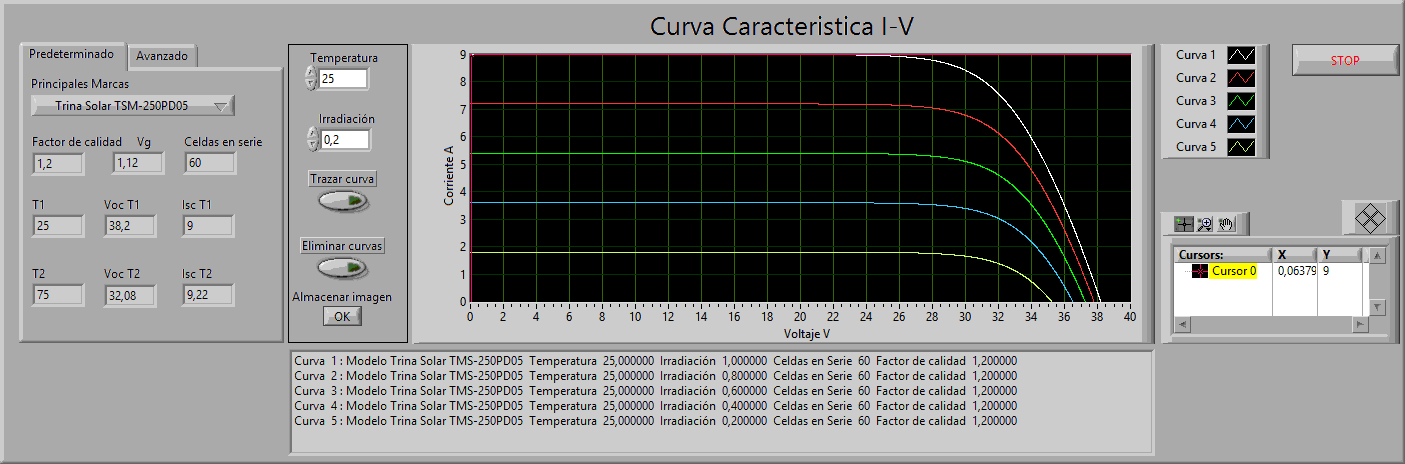 Curva Caracteristica I-V
Predeterminado
Avanzado
Principales Marcas
Trina Solar TSM-250PD05
Factor de calidad Vg Celdas en serie
1,2 1,12 60
T1 Voc T1 Isc T1
25 38,2 9
T2 Voc T2 Isc T2
75 32,08 9,22
Temperatura
25
Irradiación
0,2
Trazar curva
Eliminar curvas
Almacenar imagen
OK
Corriente A
9
8
7
6
5
4
3
2
1
0
0 2 4 6 8 10 12 14 16 18 20 22 24 26 28 30 32 34 36 38 40
Voltaje V
Curva 1
Curva 2
Curva 3
Curva 4
Curva 5
STOP
Cursors: X Y
Cursor 0 0,06379 9
Curva 1 : Modelo Trina Solar TMS-250PD05 Temperatura 25,000000 Irradiación 1,000000 Celdas en Serie 60 Factor de calidad 1,200000
Curva 2 : Modelo Trina Solar TMS-250PD05 Temperatura 25,000000 Irradiación 0,800000 Celdas en Serie 60 Factor de calidad 1,200000
Curva 3 : Modelo Trina Solar TMS-250PD05 Temperatura 25,000000 Irradiación 0,600000 Celdas en Serie 60 Factor de calidad 1,200000
Curva 4 : Modelo Trina Solar TMS-250PD05 Temperatura 25,000000 Irradiación 0,400000 Celdas en Serie 60 Factor de calidad 1,200000
Curva 5 : Modelo Trina Solar TMS-250PD05 Temperatura 25,000000 Irradiación 0,200000 Celdas en Serie 60 Factor de calidad 1,200000